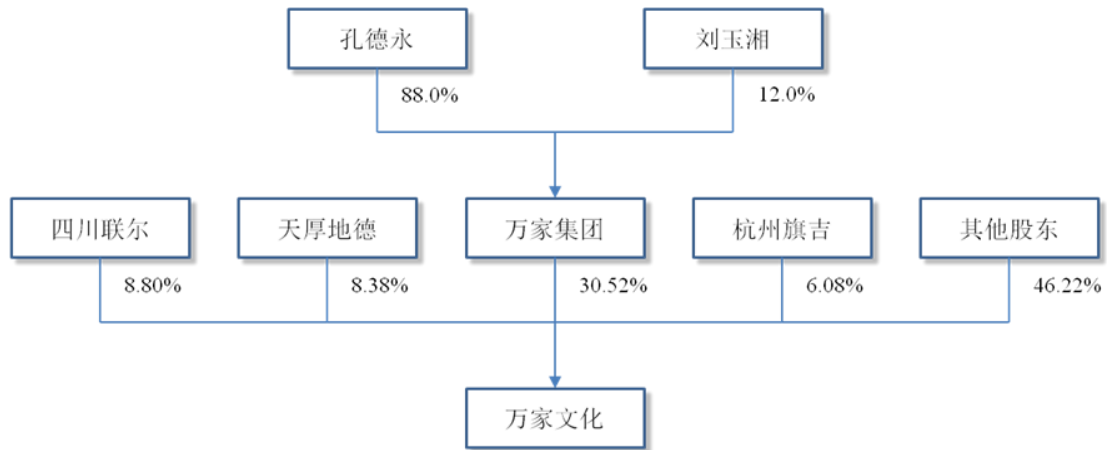 孔德永
刘玉湘
88.0%
12.0%
四川联尔
天厚地德
万家集团
杭州旗吉
其他股东
8.80%
8.38%
30.52%
6.08%
46.22%
万家文化